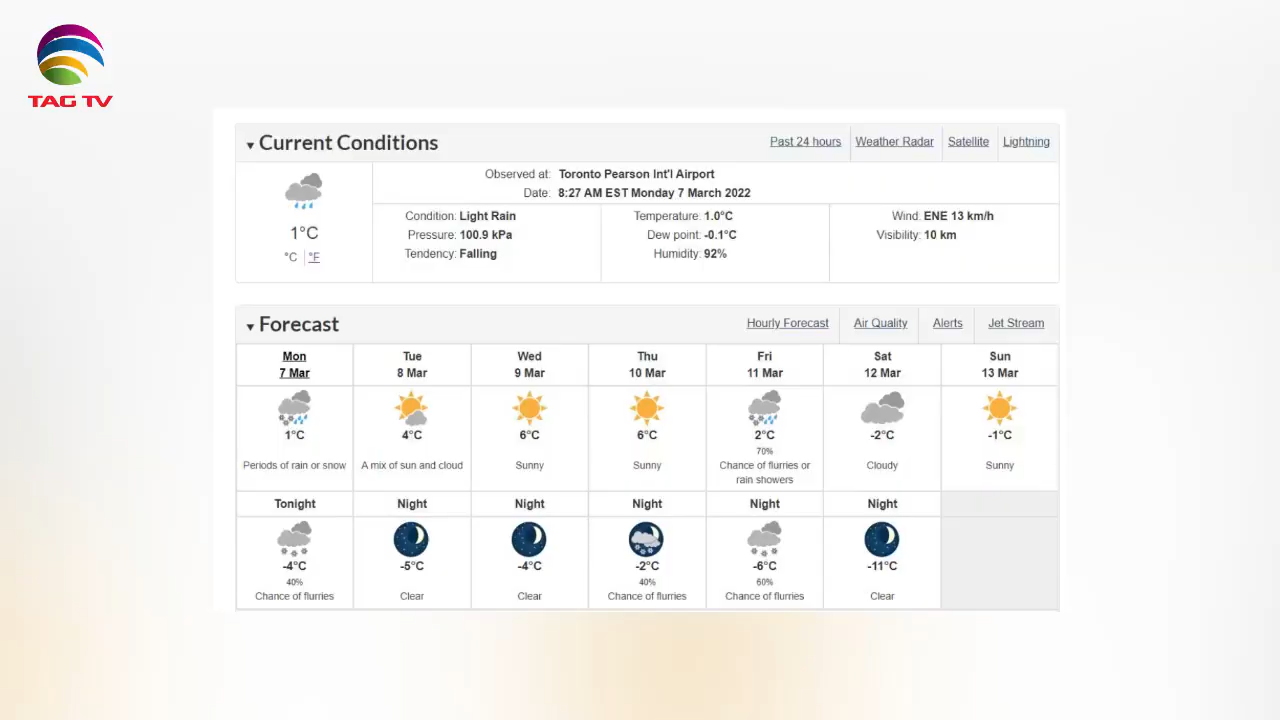 TAG TV
▾ Current Conditions
Past 24 hours
Weather Radar
Satellite
Lightning
1°C
°C
°F
Observed at: Toronto Pearson Int'l Airport
Date: 8:27 AM EST Monday 7 March 2022
Condition: Light Rain
Pressure: 100.9 kPa
Tendency: Falling
Temperature: 1.0°C
Dew point: -0.1°C
Humidity: 92%
Wind: ENE 13 km/h
Visibility: 10 km
▾ Forecast
Hourly Forecast
Air Quality
Alerts
Jet Stream
Mon
7 Mar
Tue
8 Mar
Wed
9 Mar
Thu
10 Mar
Fri
11 Mar
Sat
12 Mar
Sun
13 Mar
1°C
Periods of rain or snow
4°C
A mix of sun and cloud
6°C
Sunny
6°C
Sunny
2°C
70%
Chance of flurries or
rain showers
-2°C
Cloudy
-1°C
Sunny
Tonight
Night
Night
Night
Night
Night
-4°C
40%
Chance of flurries
-5°C
Clear
-4°C
Clear
-2°C
40%
Chance of flurries
-6°C
60%
Chance of flurries
-11°C
Clear